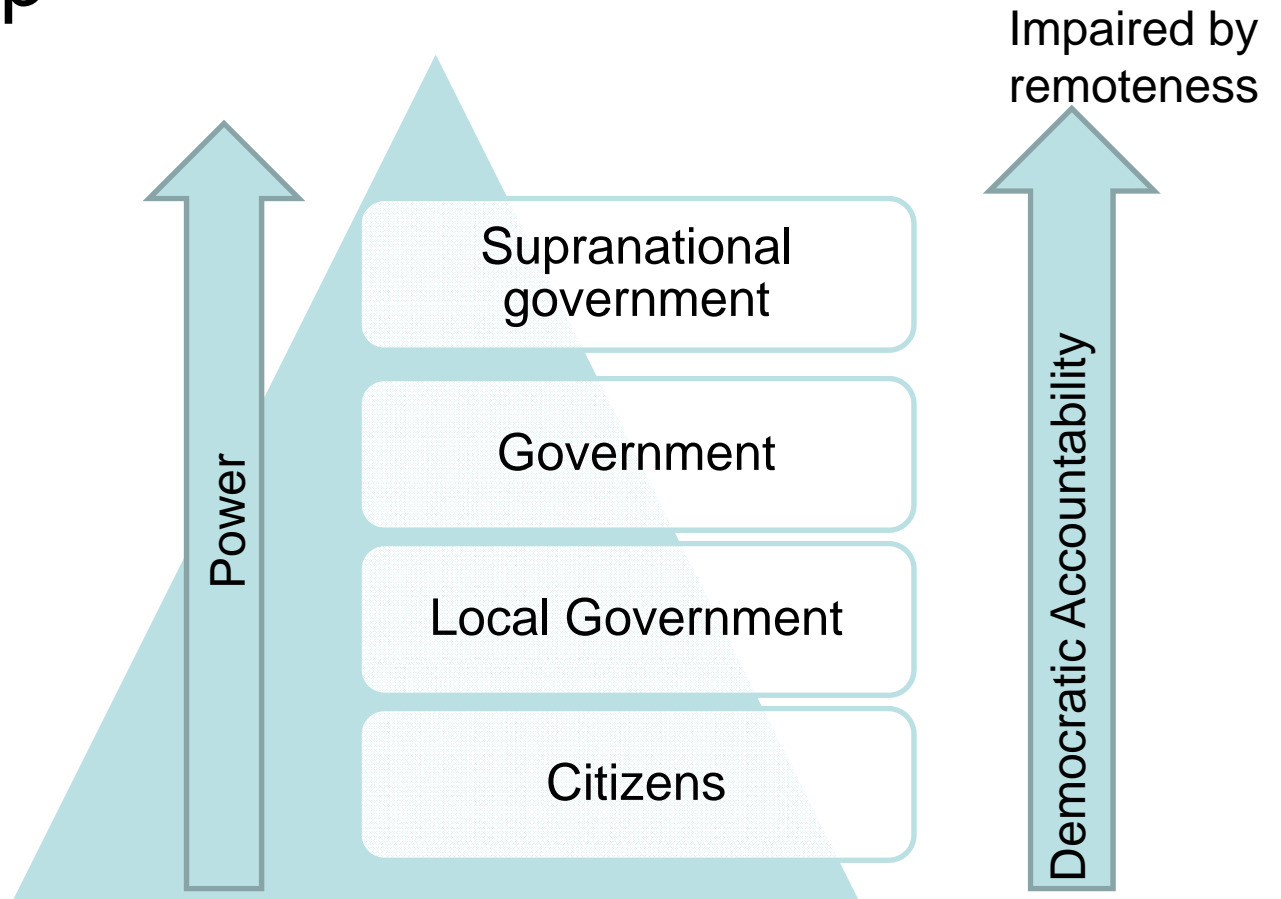 Impaired by
remoteness
Supranational
government
Government
Local Government
Citizens
Power
Democratic Accountability